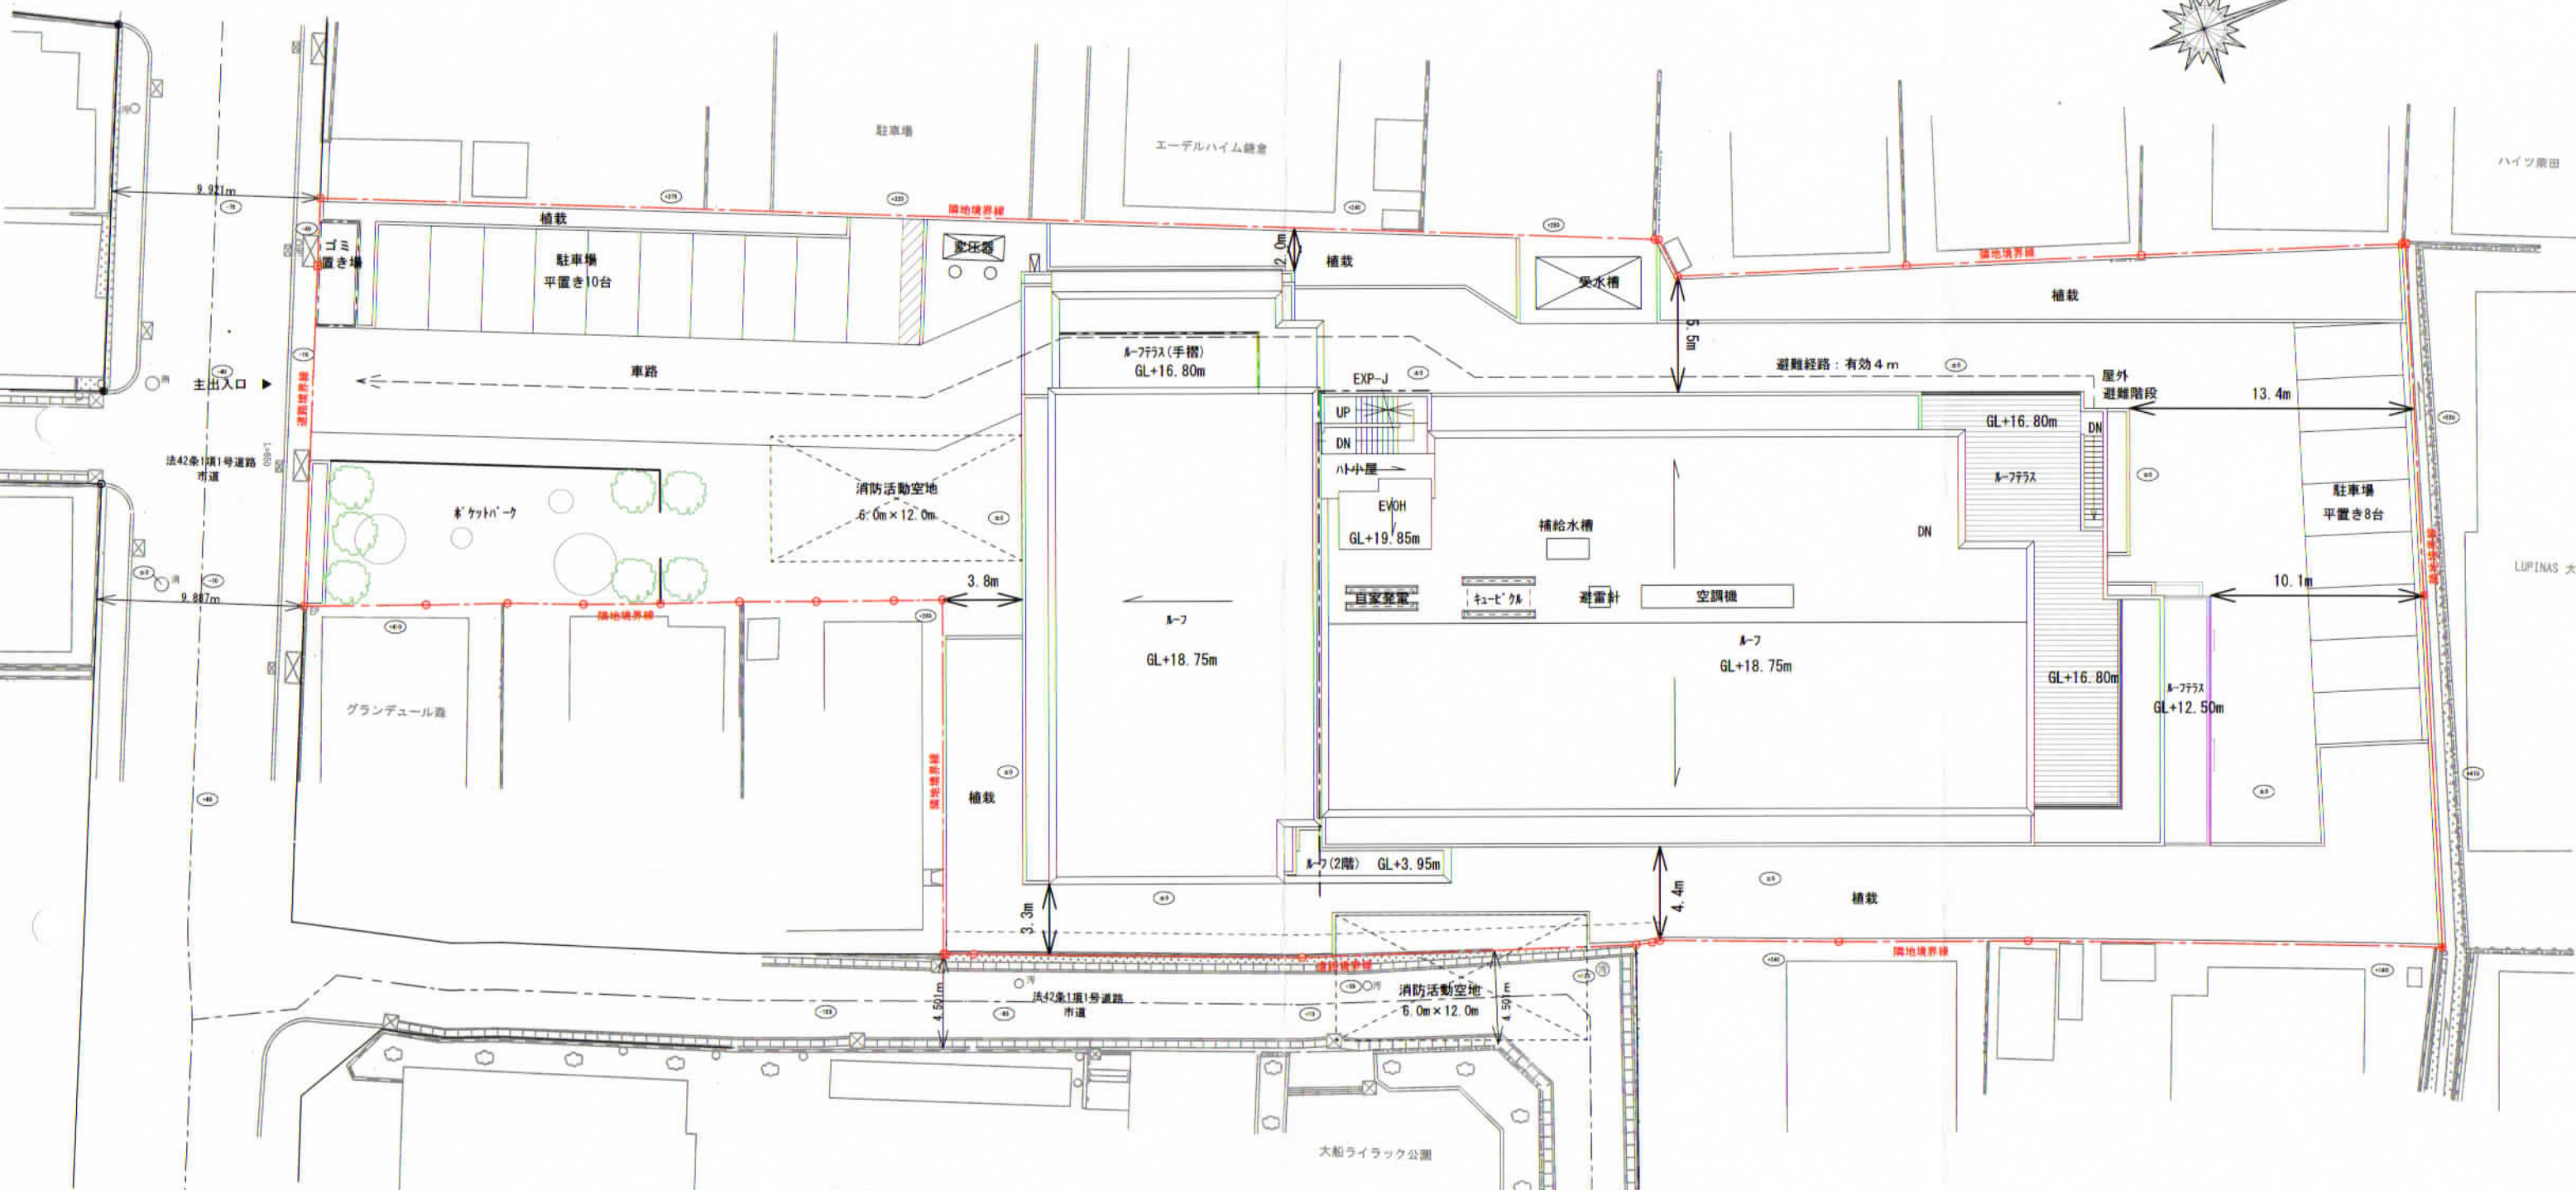 駐車場
エーデルハイム鎌倉
ハイツ柴田
9.921m
隣地境界線
植栽
ゴミ
置き場
駐車場
平置き10台
変圧器
2.0m
植栽
受水槽
隣地境界線
植栽
5.5m
車路
主出入口
道路境界線
ルーフテラス(手摺)
GL+16.80m
避難経路：有効4m
屋外
避難階段
13.4m
EXP-J
UP
DN
ハト小屋
GL+16.80m
DN
ルーフテラス
法42条1項1号道路
市道
ポケットパーク
消防活動空地
6.0m×12.0m
EVOH
GL+19.85m
補給水槽
DN
駐車場
平置き8台
隣地境界線
LUPINAS 大
9.887m
隣地境界線
3.8m
自家発電
キュービクル
避雷針
空調機
10.1m
ルーフ
GL+18.75m
ルーフ
GL+18.75m
GL+16.80m
ルーフテラス
GL+12.50m
隣地境界線
植栽
ルーフ(2階) GL+3.95m
3.3m
4.4m
植栽
道路境界線
隣地境界線
4.501m
法42条1項1号道路
市道
消防活動空地
6.0m×12.0m
4.501m
大船ライラック公園